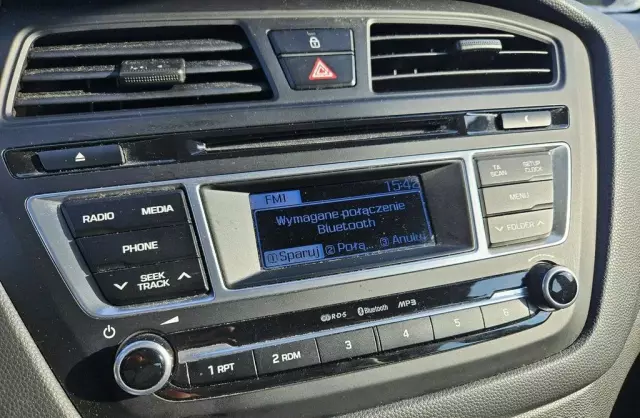 FM1 15:42
Wymagane połączenie
Bluetooth
1 Sparuj 2 Połą... 3 Anuluj
RADIO MEDIA
PHONE
SEEK
TRACK
TA
SCAN
SETUP
CLOCK
MENU
FOLDER
R·D·S Bluetooth MP3
1 RPT 2 RDM 3 4 5 6